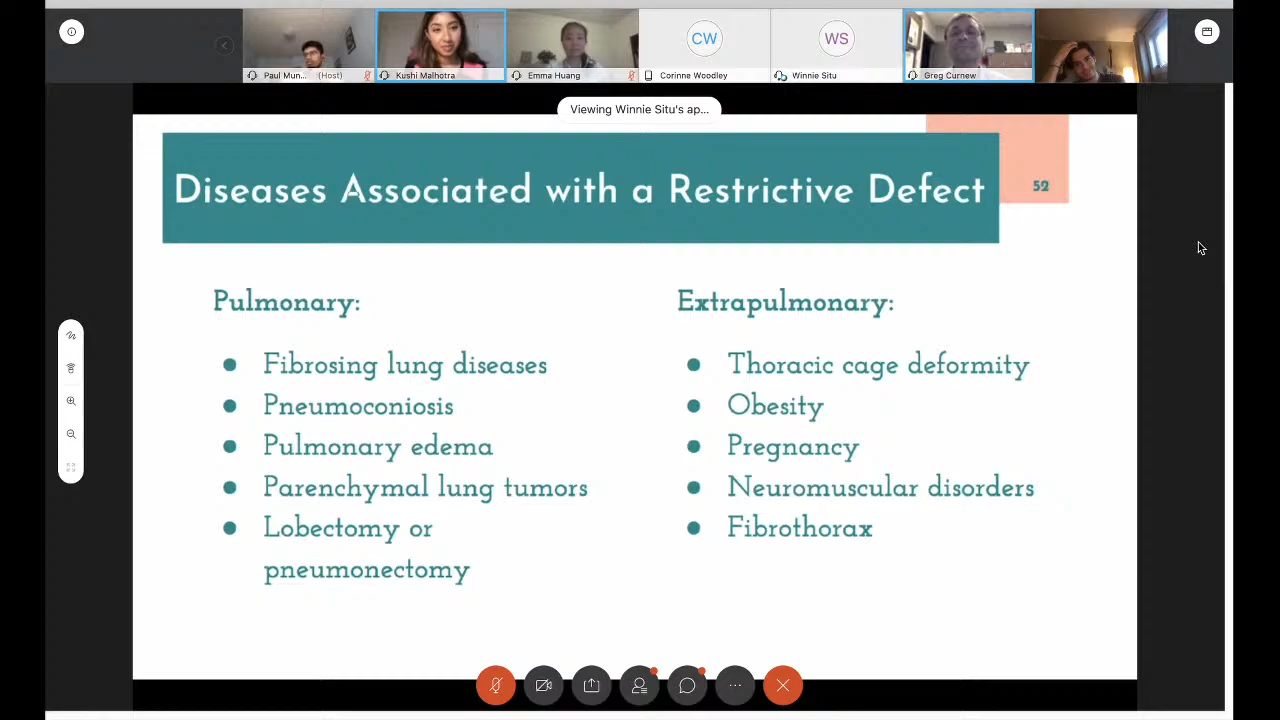 CW
WS
Paul Mun... (Host)
Kushi Malhotra
Emma Huang
Corinne Woodley
Winnie Situ
Greg Curnew
Viewing Winnie Situ's ap...
Diseases Associated with a Restrictive Defect
52
Pulmonary:
● Fibrosing lung diseases
● Pneumoconiosis
● Pulmonary edema
● Parenchymal lung tumors
● Lobectomy or
pneumonectomy
Extrapulmonary:
● Thoracic cage deformity
● Obesity
● Pregnancy
● Neuromuscular disorders
● Fibrothorax